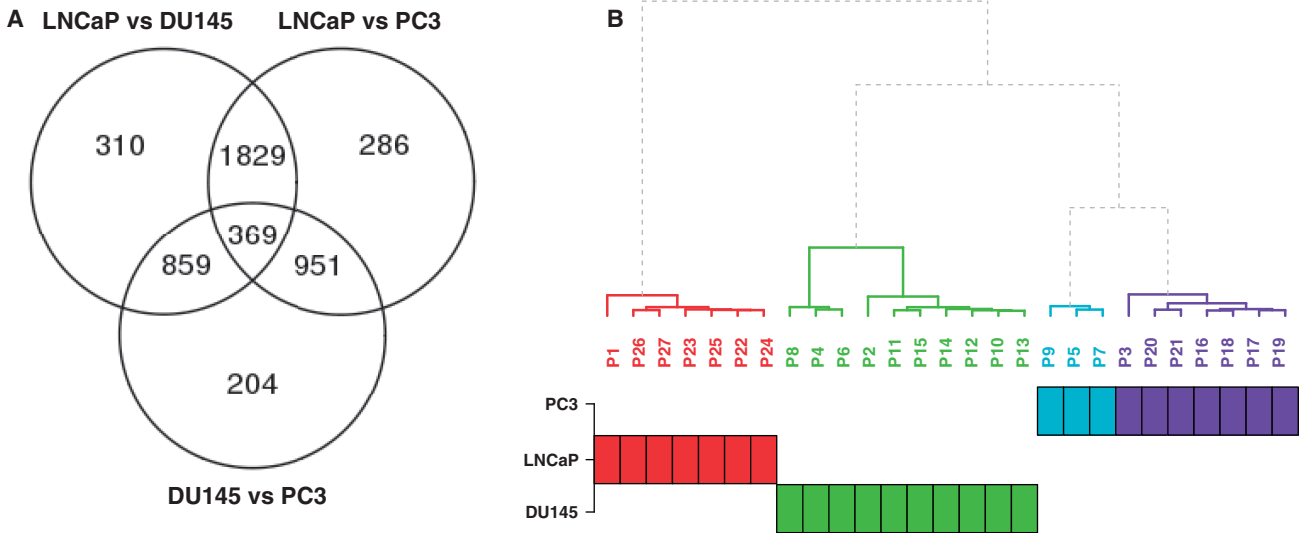 A
LNCaP vs DU145
LNCaP vs PC3
310
1829
286
369
859
951
204
DU145 vs PC3
B
P1 P26 P27 P23 P25 P22 P24 P8 P4 P6 P2 P11 P15 P14 P12 P10 P13 P9 P5 P7 P3 P20 P21 P16 P18 P17 P19
PC3
LNCaP
DU145